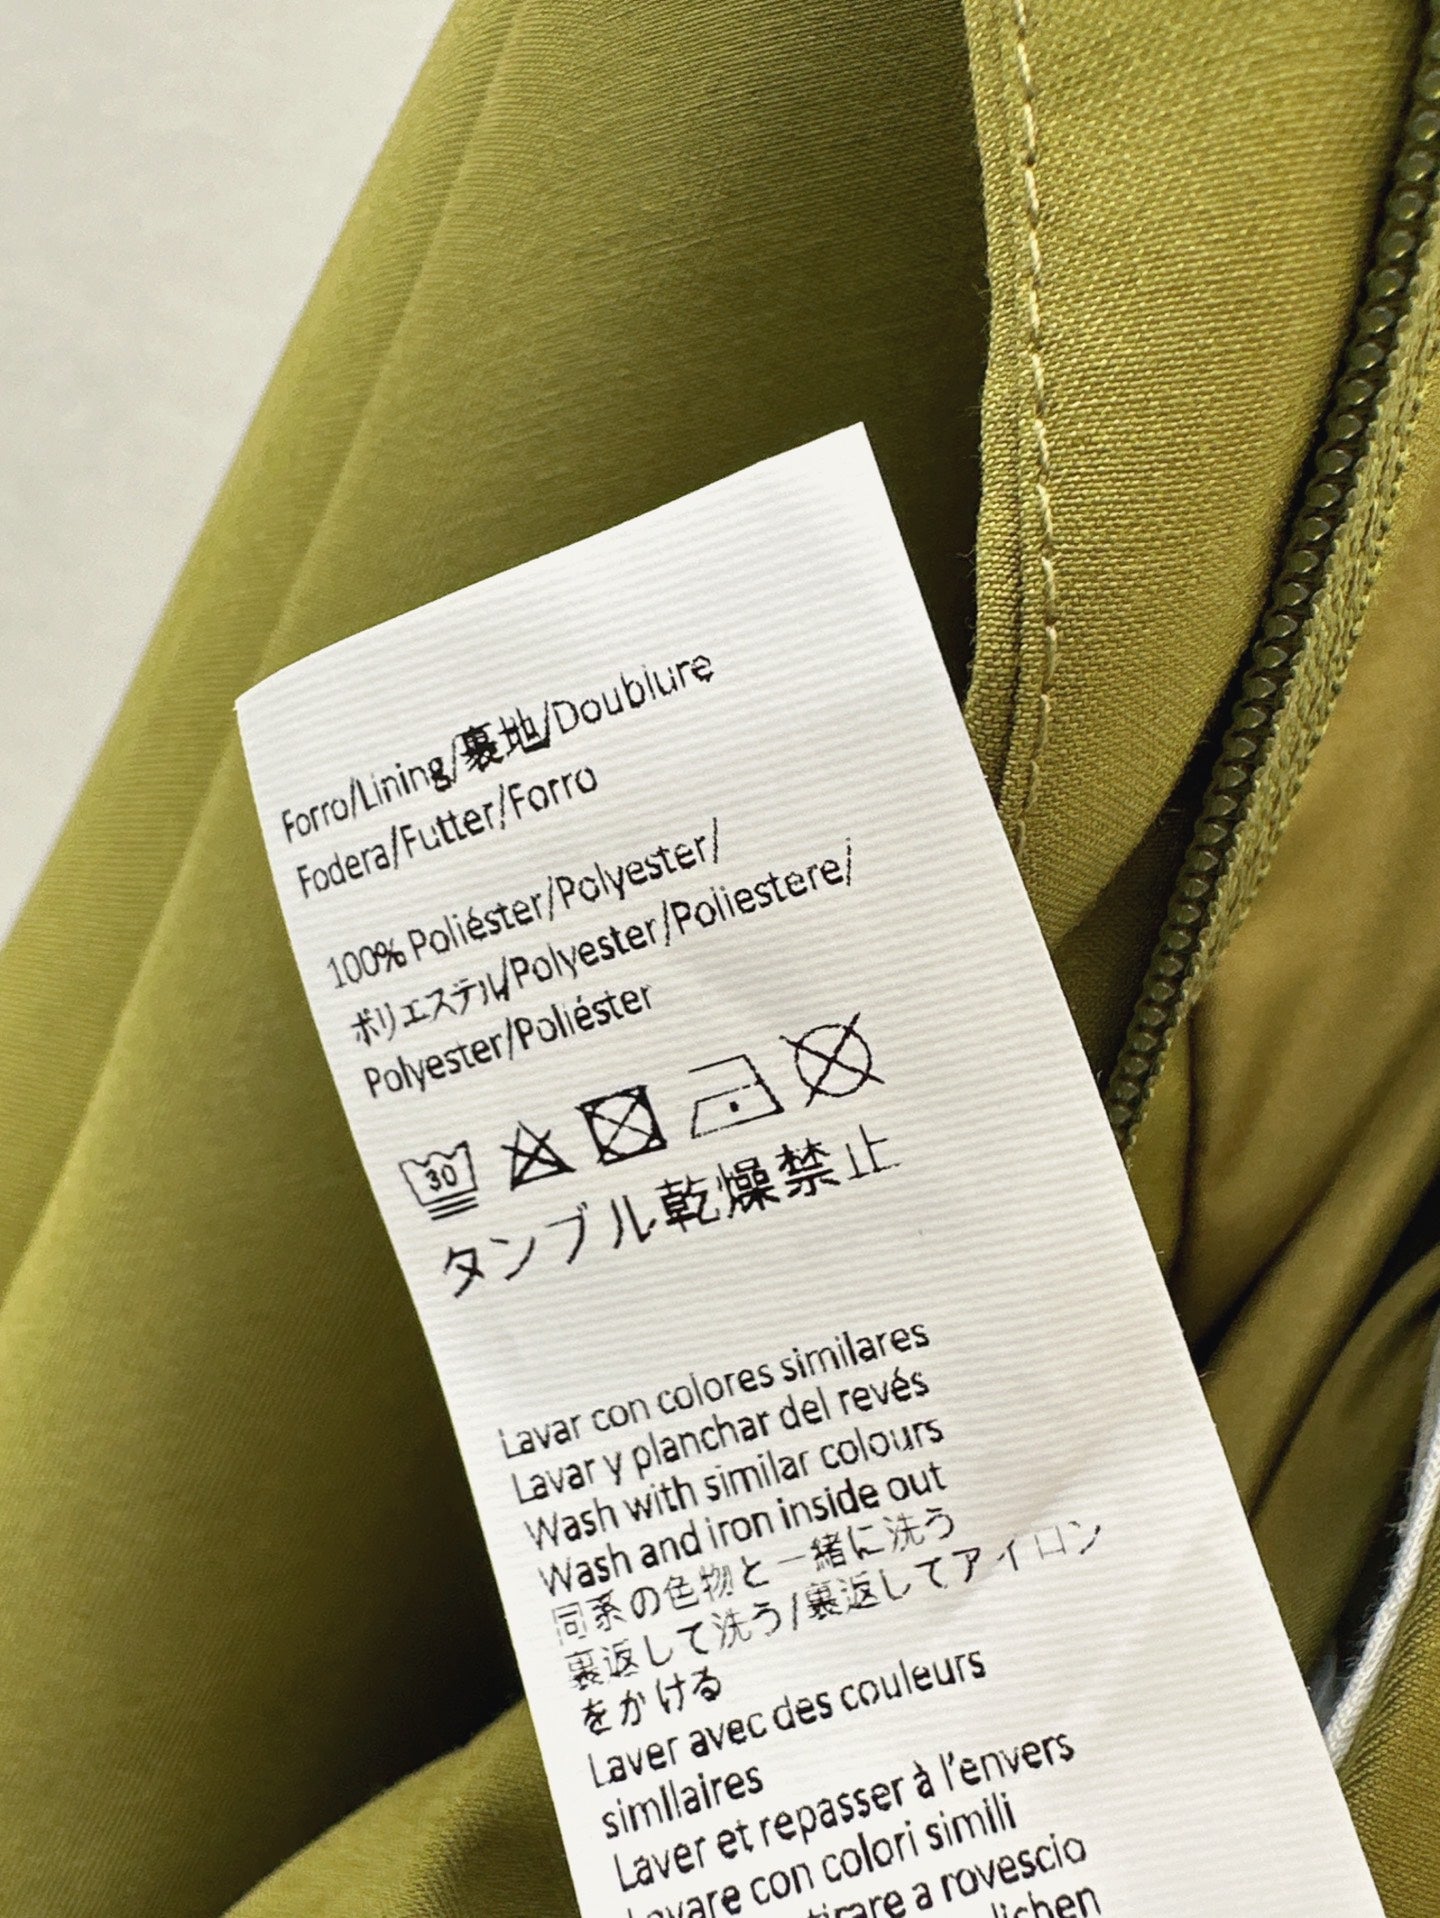 Forro/Lining/裏地/Doublure
Fodera/Futter/Forro
100% Poliéster/Polyester/
ポリエステル/Polyester/Poliestere/
Polyester/Poliéster
30
タンブル乾燥禁止
Lavar con colores similares
Lavar y planchar del revés
Wash with similar colours
Wash and iron inside out
同系の色物と一緒に洗う
裏返して洗う/裏返してアイロン
をかける
Laver avec des couleurs
similaires
Laver et repasser à l'envers
Lavare con colori simili
a rovescio